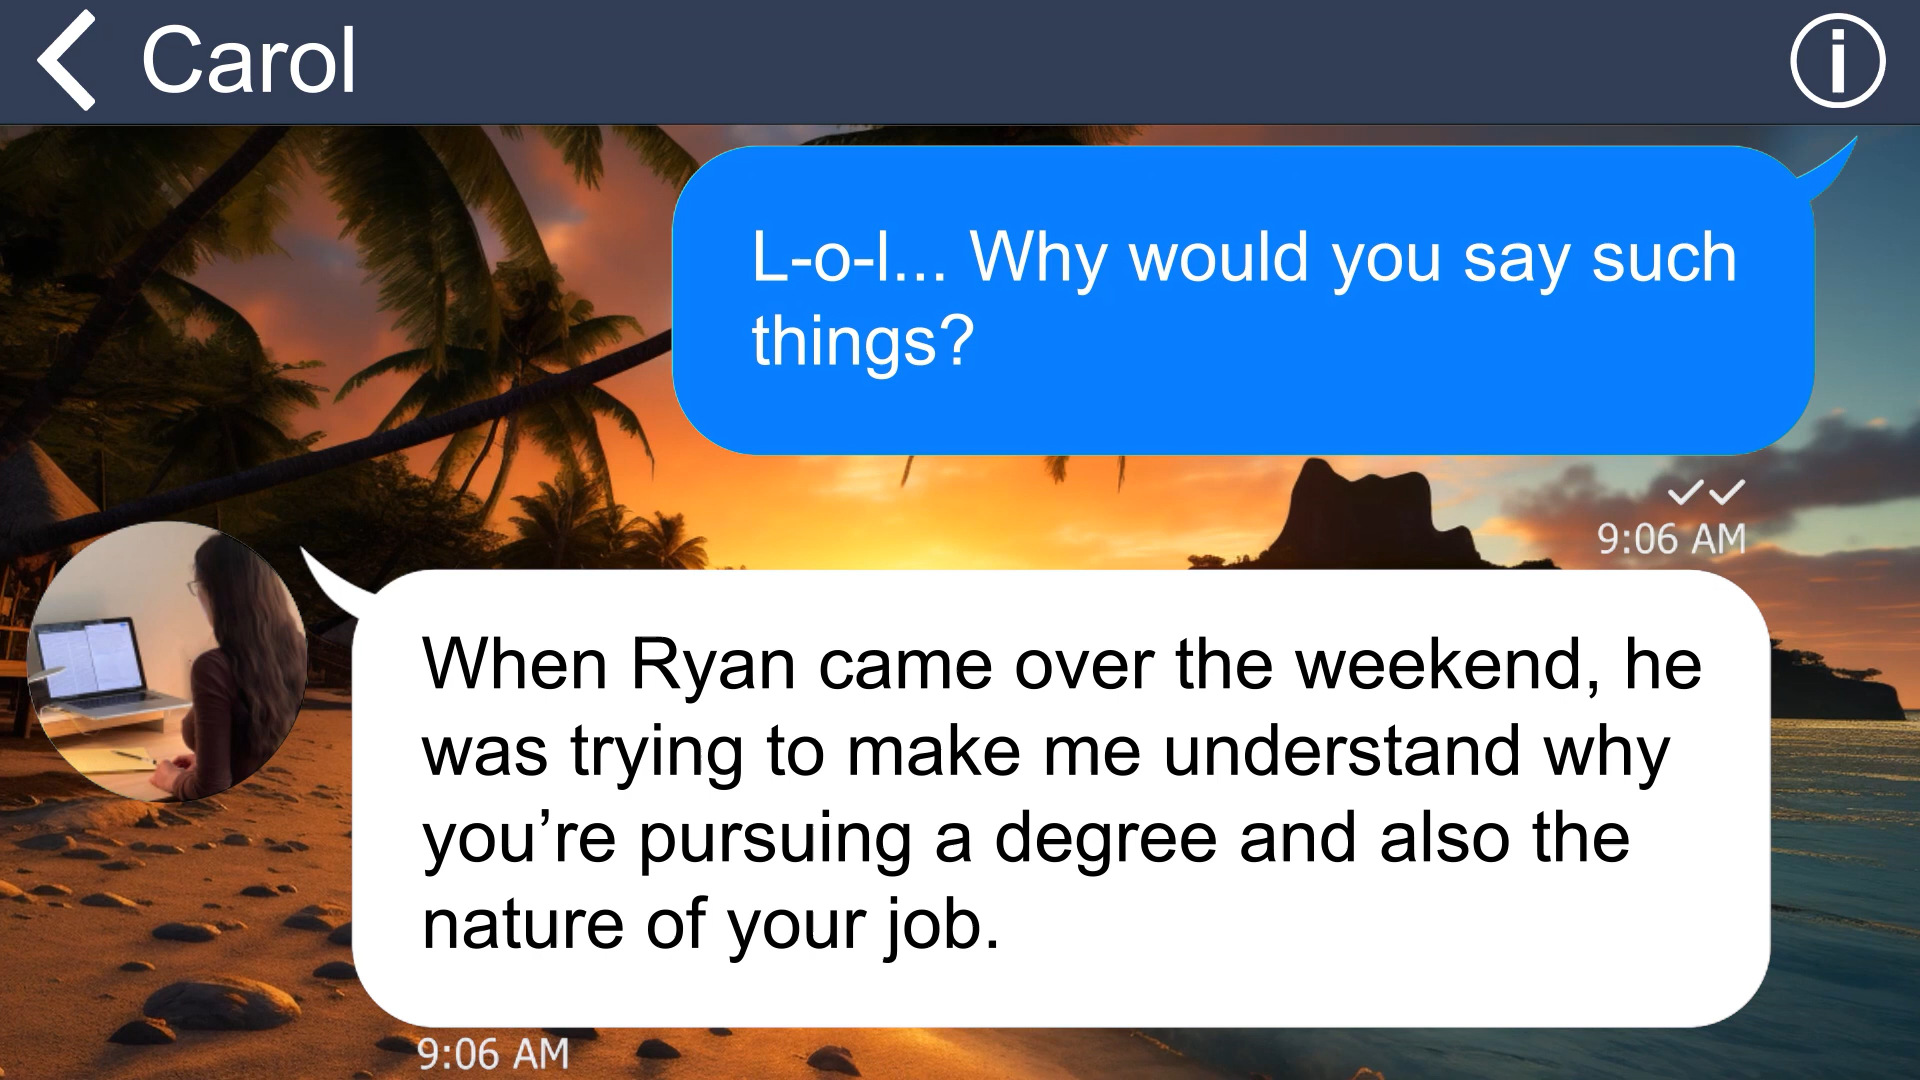 Carol
L-o-l... Why would you say such
things?
9:06 AM
When Ryan came over the weekend, he
was trying to make me understand why
you’re pursuing a degree and also the
nature of your job.
9:06 AM